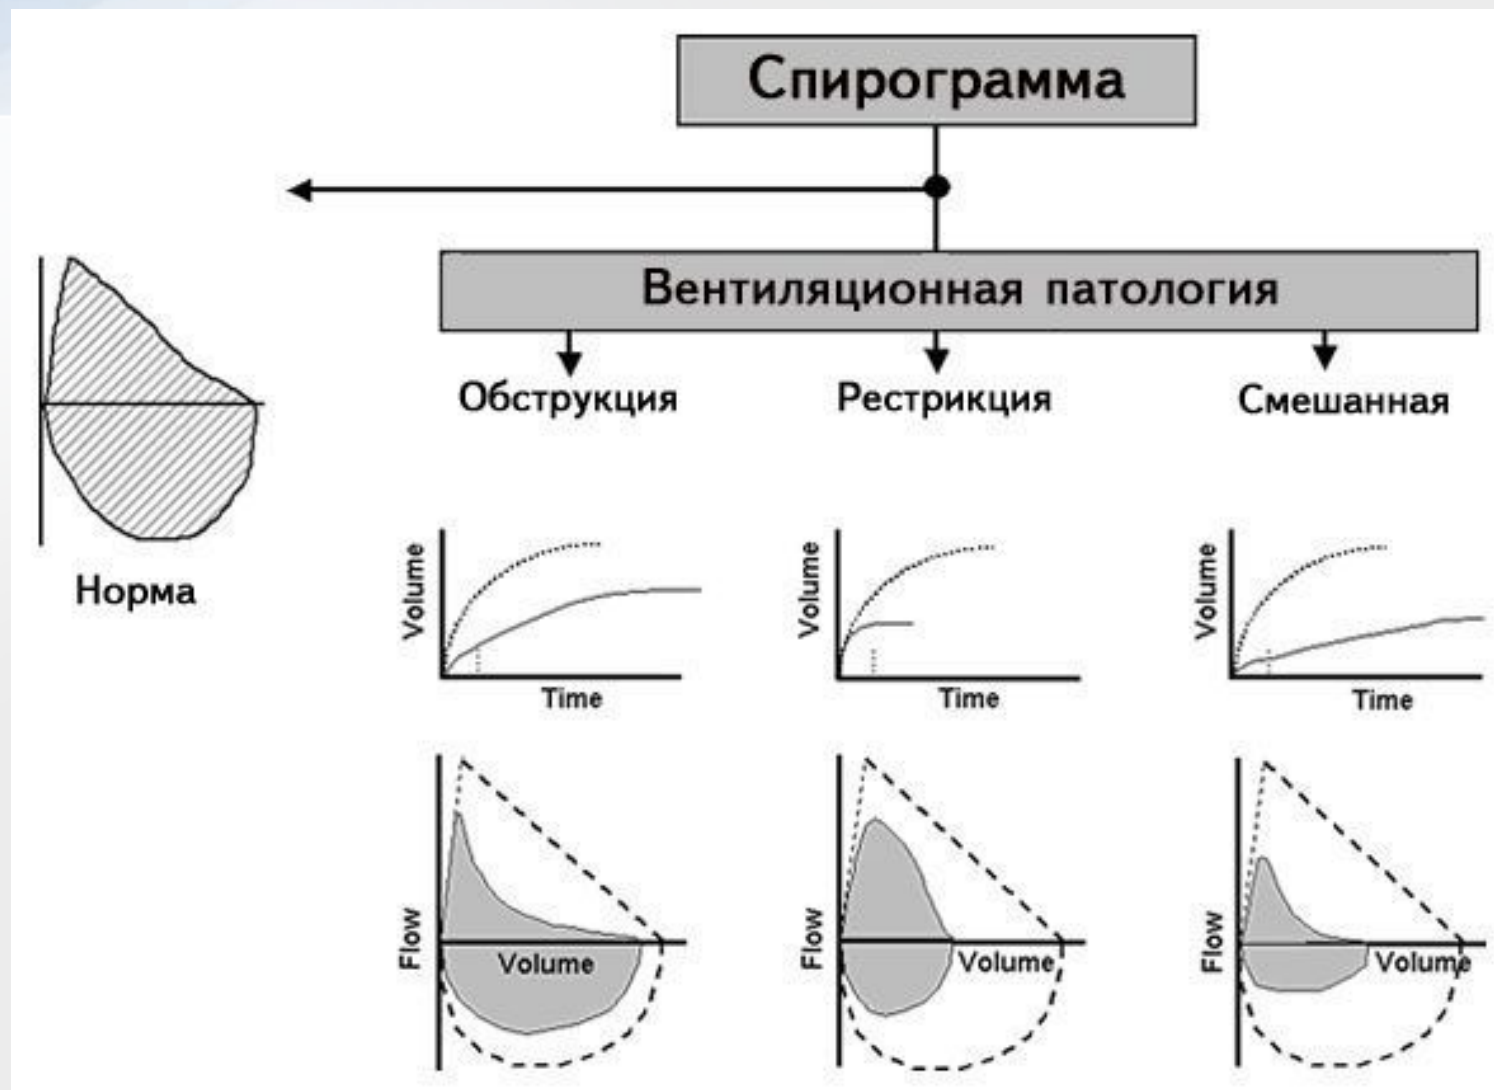 Спирограмма
Вентиляционная патология
Обструкция
Рестрикция
Смешанная
Норма
Volume
Time
Volume
Time
Volume
Time
Flow
Volume
Flow
Volume
Flow
Volume